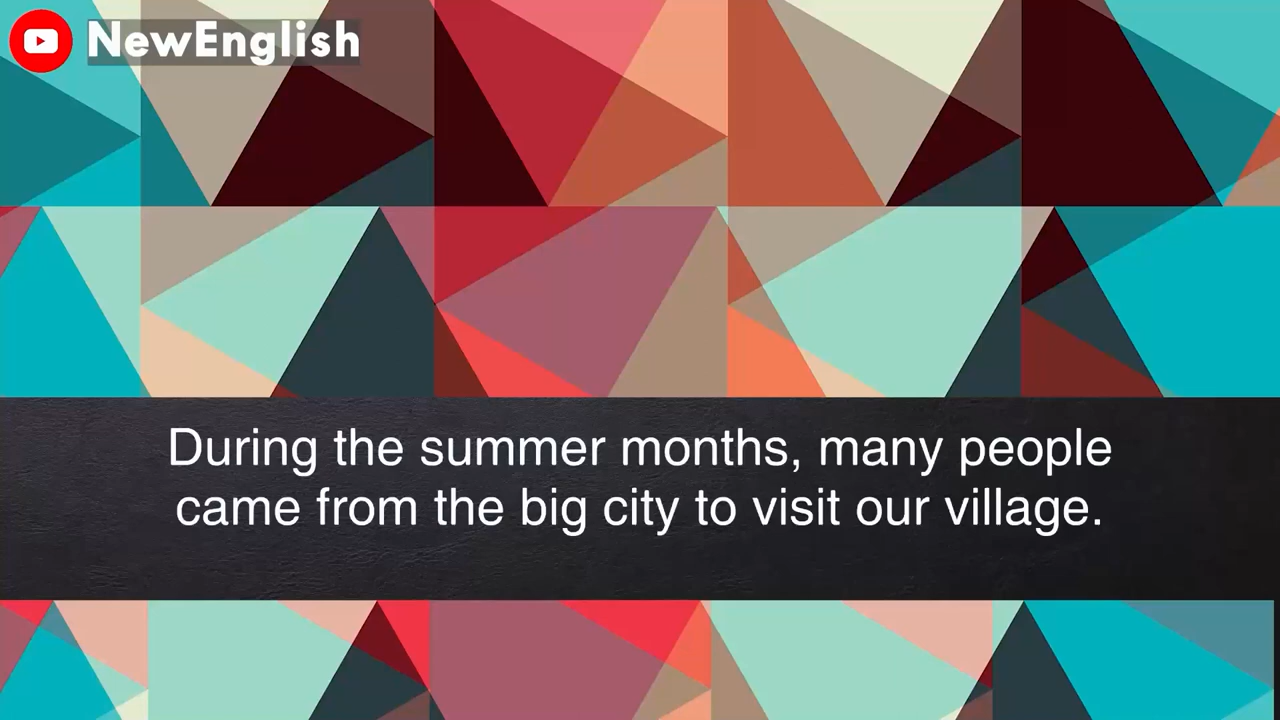 NewEnglish
During the summer months, many people
came from the big city to visit our village.